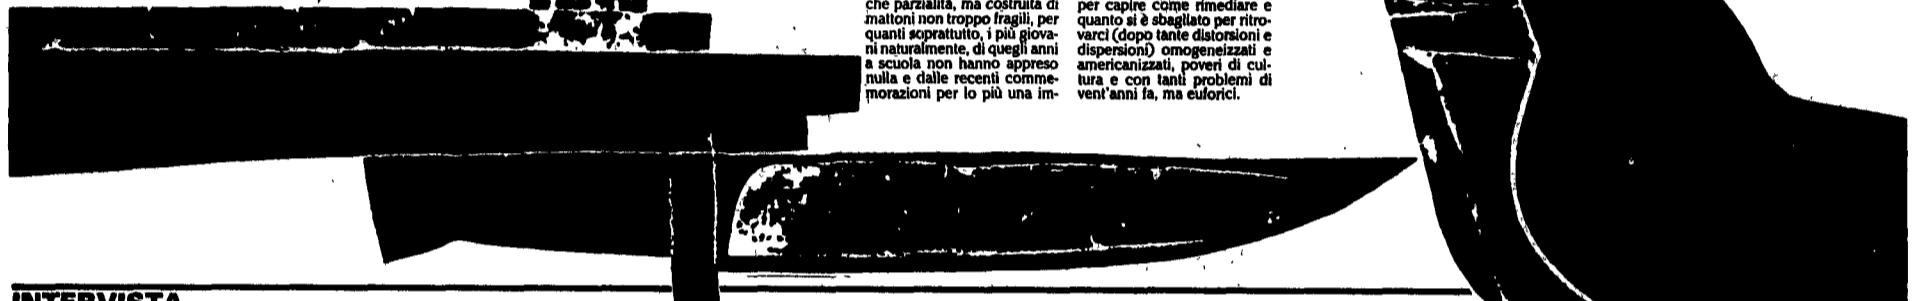 che parzialità, ma costruita di
mattoni non troppo fragili, per
quanti soprattutto, i più giova-
ni naturalmente, di quegli anni
a scuola non hanno appreso
nulla e dalle recenti comme-
morazioni per lo più una im-
per capire come rimediare e
quanto si è sbagliato per ritro-
varci (dopo tante distorsioni e
dispersioni) omogeneizzati e
americanizzati, poveri di cul-
tura e con tanti problemi di
vent'anni fa, ma euforici.
INTERVISTA